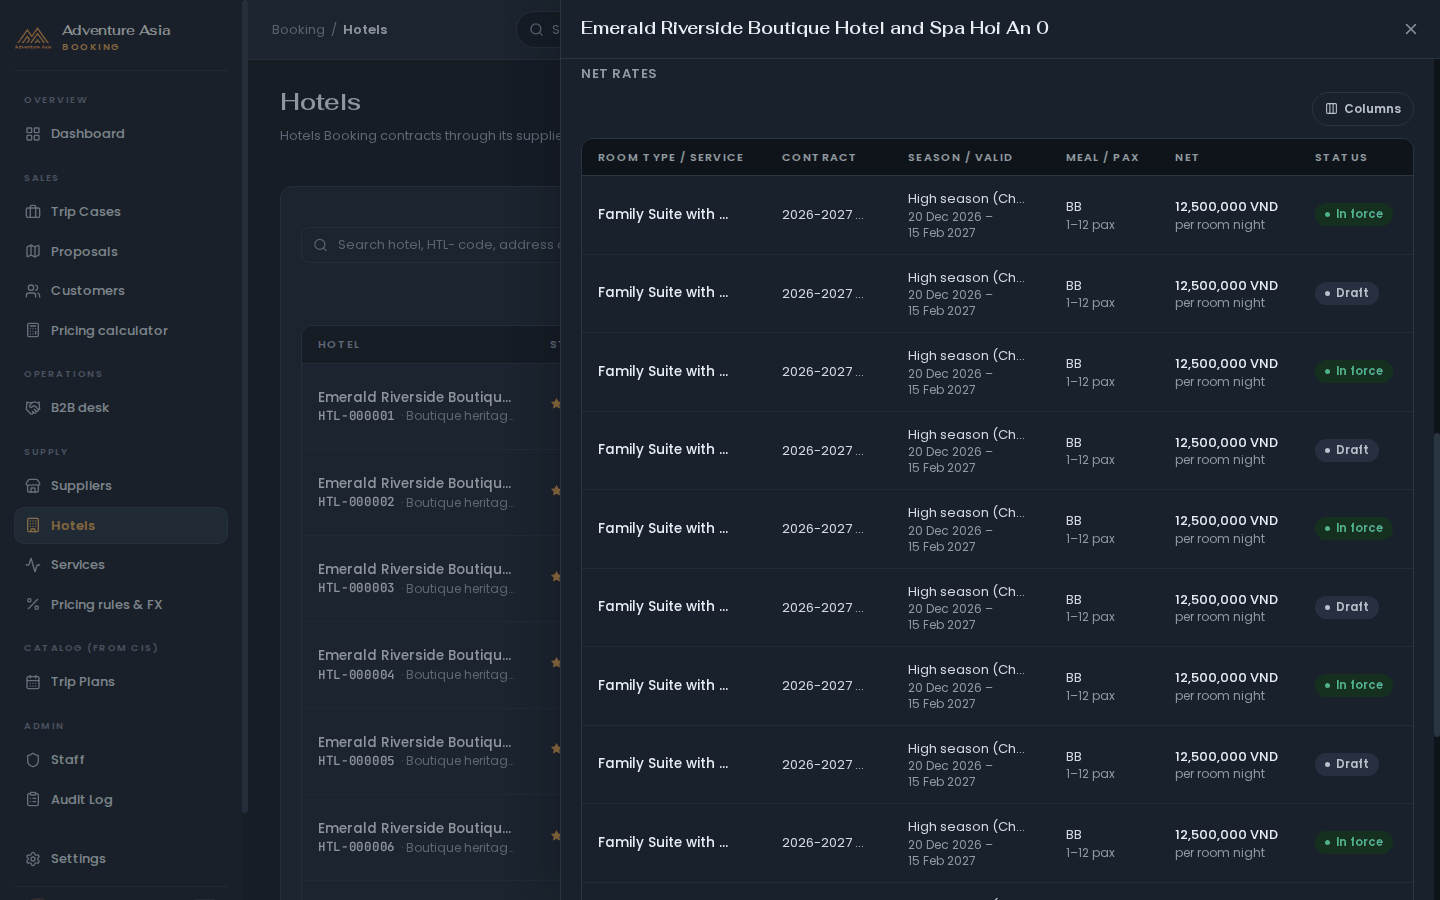 Adventure Asia
BOOKING
Adventure Asia
OVERVIEW
Dashboard
SALES
Trip Cases
Proposals
Customers
Pricing calculator
OPERATIONS
B2B desk
SUPPLY
Suppliers
Hotels
Services
Pricing rules & FX
CATALOG (FROM CIS)
Trip Plans
ADMIN
Staff
Audit Log
Settings
Booking / Hotels
Hotels
Hotels Booking contracts through its supplie
Search hotel, HTL- code, address
HOTEL
Emerald Riverside Boutiqu...
HTL-000001 · Boutique heritag...
Emerald Riverside Boutiqu...
HTL-000002 · Boutique heritag...
Emerald Riverside Boutiqu...
HTL-000003 · Boutique heritag...
Emerald Riverside Boutiqu...
HTL-000004 · Boutique heritag...
Emerald Riverside Boutiqu...
HTL-000005 · Boutique heritag...
Emerald Riverside Boutiqu...
HTL-000006 · Boutique heritag...
Emerald Riverside Boutique Hotel and Spa Hoi An 0
NET RATES
Columns
ROOM TYPE / SERVICE CONTRACT SEASON / VALID MEAL / PAX NET STATUS
Family Suite with ... 2026-2027 ... High season (Ch... BB 12,500,000 VND In force
20 Dec 2026 – 1–12 pax per room night
15 Feb 2027
Family Suite with ... 2026-2027 ... High season (Ch... BB 12,500,000 VND Draft
20 Dec 2026 – 1–12 pax per room night
15 Feb 2027
Family Suite with ... 2026-2027 ... High season (Ch... BB 12,500,000 VND In force
20 Dec 2026 – 1–12 pax per room night
15 Feb 2027
Family Suite with ... 2026-2027 ... High season (Ch... BB 12,500,000 VND Draft
20 Dec 2026 – 1–12 pax per room night
15 Feb 2027
Family Suite with ... 2026-2027 ... High season (Ch... BB 12,500,000 VND In force
20 Dec 2026 – 1–12 pax per room night
15 Feb 2027
Family Suite with ... 2026-2027 ... High season (Ch... BB 12,500,000 VND Draft
20 Dec 2026 – 1–12 pax per room night
15 Feb 2027
Family Suite with ... 2026-2027 ... High season (Ch... BB 12,500,000 VND In force
20 Dec 2026 – 1–12 pax per room night
15 Feb 2027
Family Suite with ... 2026-2027 ... High season (Ch... BB 12,500,000 VND Draft
20 Dec 2026 – 1–12 pax per room night
15 Feb 2027
Family Suite with ... 2026-2027 ... High season (Ch... BB 12,500,000 VND In force
20 Dec 2026 – 1–12 pax per room night
15 Feb 2027